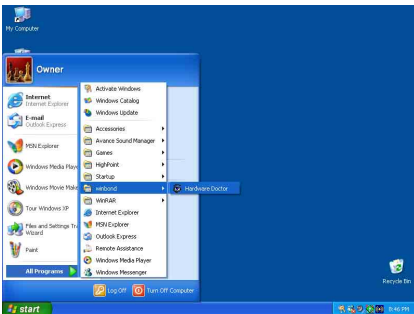 My Computer
Owner
Internet
Internet Explorer
E-mail
Outlook Express
MSN Explorer
Windows Media Playe
Windows Movie Make
Tour Windows XP
Files and Settings Tra
Wizard
Paint
All Programs
Activate Windows
Windows Catalog
Windows Update
Accessories
Avance Sound Manager
Games
HighPoint
Startup
winbond
WinRAR
Internet Explorer
MSN Explorer
Outlook Express
Remote Assistance
Windows Media Player
Windows Messenger
Hardware Doctor
Log Off
Turn Off Computer
Recycle Bin
start
8:46 PM